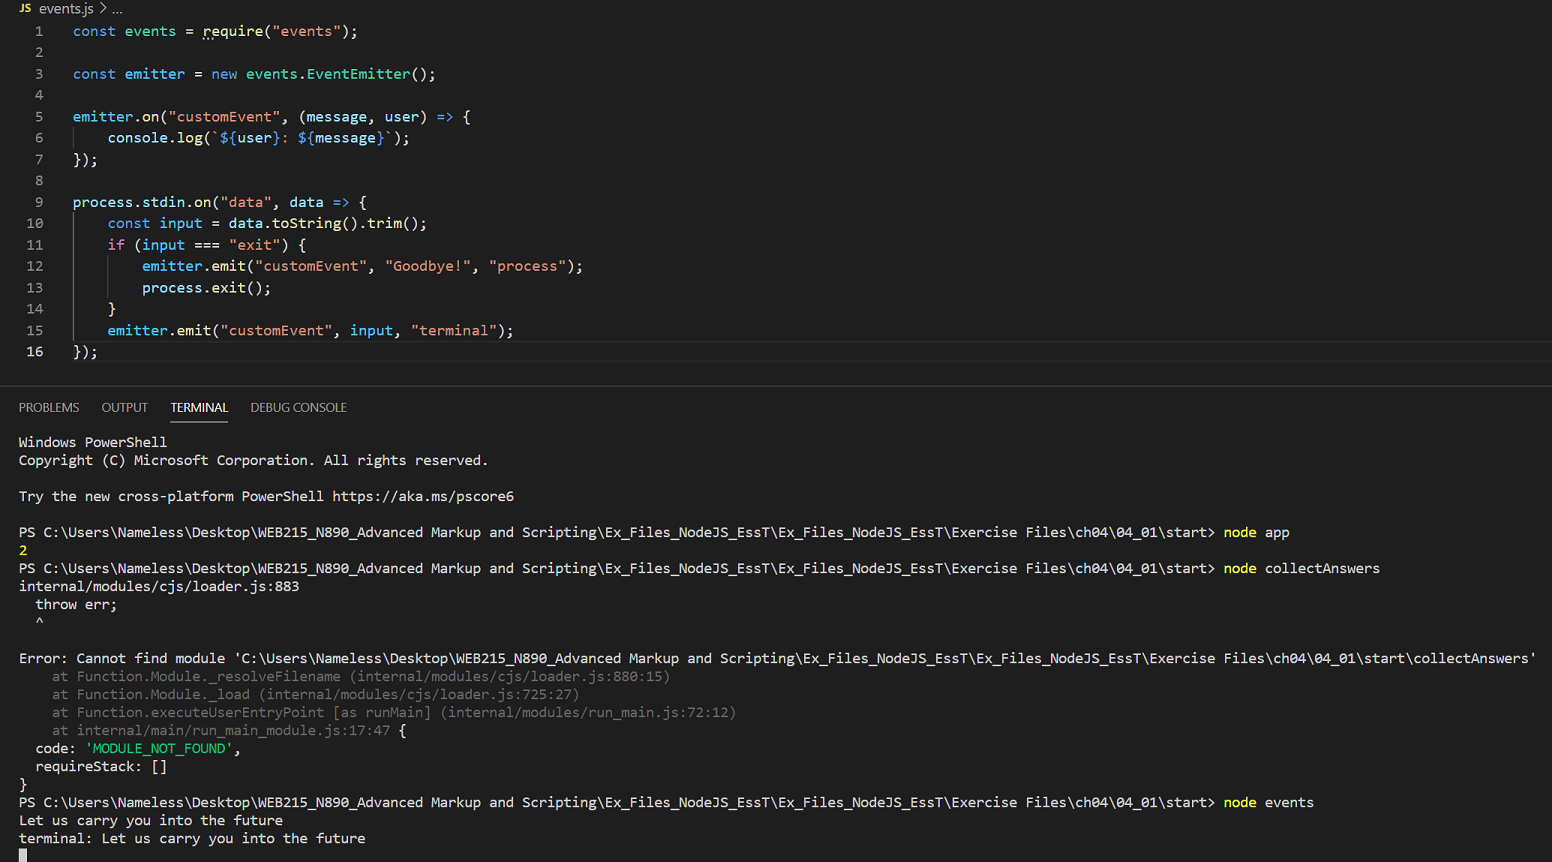 JS events.js > ...
1 const events = require("events");
2
3 const emitter = new events.EventEmitter();
4
5 emitter.on("customEvent", (message, user) => {
6     console.log(`${user}: ${message}`);
7 });
8
9 process.stdin.on("data", data => {
10     const input = data.toString().trim();
11     if (input === "exit") {
12         emitter.emit("customEvent", "Goodbye!", "process");
13         process.exit();
14     }
15     emitter.emit("customEvent", input, "terminal");
16 });
PROBLEMS OUTPUT TERMINAL DEBUG CONSOLE
Windows PowerShell
Copyright (C) Microsoft Corporation. All rights reserved.
Try the new cross-platform PowerShell https://aka.ms/pscore6
PS C:\Users\Nameless\Desktop\WEB215_N890_Advanced Markup and Scripting\Ex_Files_NodeJS_EssT\Ex_Files_NodeJS_EssT\Exercise Files\ch04\04_01\start> node app
2
PS C:\Users\Nameless\Desktop\WEB215_N890_Advanced Markup and Scripting\Ex_Files_NodeJS_EssT\Ex_Files_NodeJS_EssT\Exercise Files\ch04\04_01\start> node collectAnswers
internal/modules/cjs/loader.js:883
  throw err;
  ^
Error: Cannot find module 'C:\Users\Nameless\Desktop\WEB215_N890_Advanced Markup and Scripting\Ex_Files_NodeJS_EssT\Ex_Files_NodeJS_EssT\Exercise Files\ch04\04_01\start\collectAnswers'
    at Function.Module._resolveFilename (internal/modules/cjs/loader.js:880:15)
    at Function.Module._load (internal/modules/cjs/loader.js:725:27)
    at Function.executeUserEntryPoint [as runMain] (internal/modules/run_main.js:72:12)
    at internal/main/run_main_module.js:17:47 {
  code: 'MODULE_NOT_FOUND',
  requireStack: []
}
PS C:\Users\Nameless\Desktop\WEB215_N890_Advanced Markup and Scripting\Ex_Files_NodeJS_EssT\Ex_Files_NodeJS_EssT\Exercise Files\ch04\04_01\start> node events
Let us carry you into the future
terminal: Let us carry you into the future